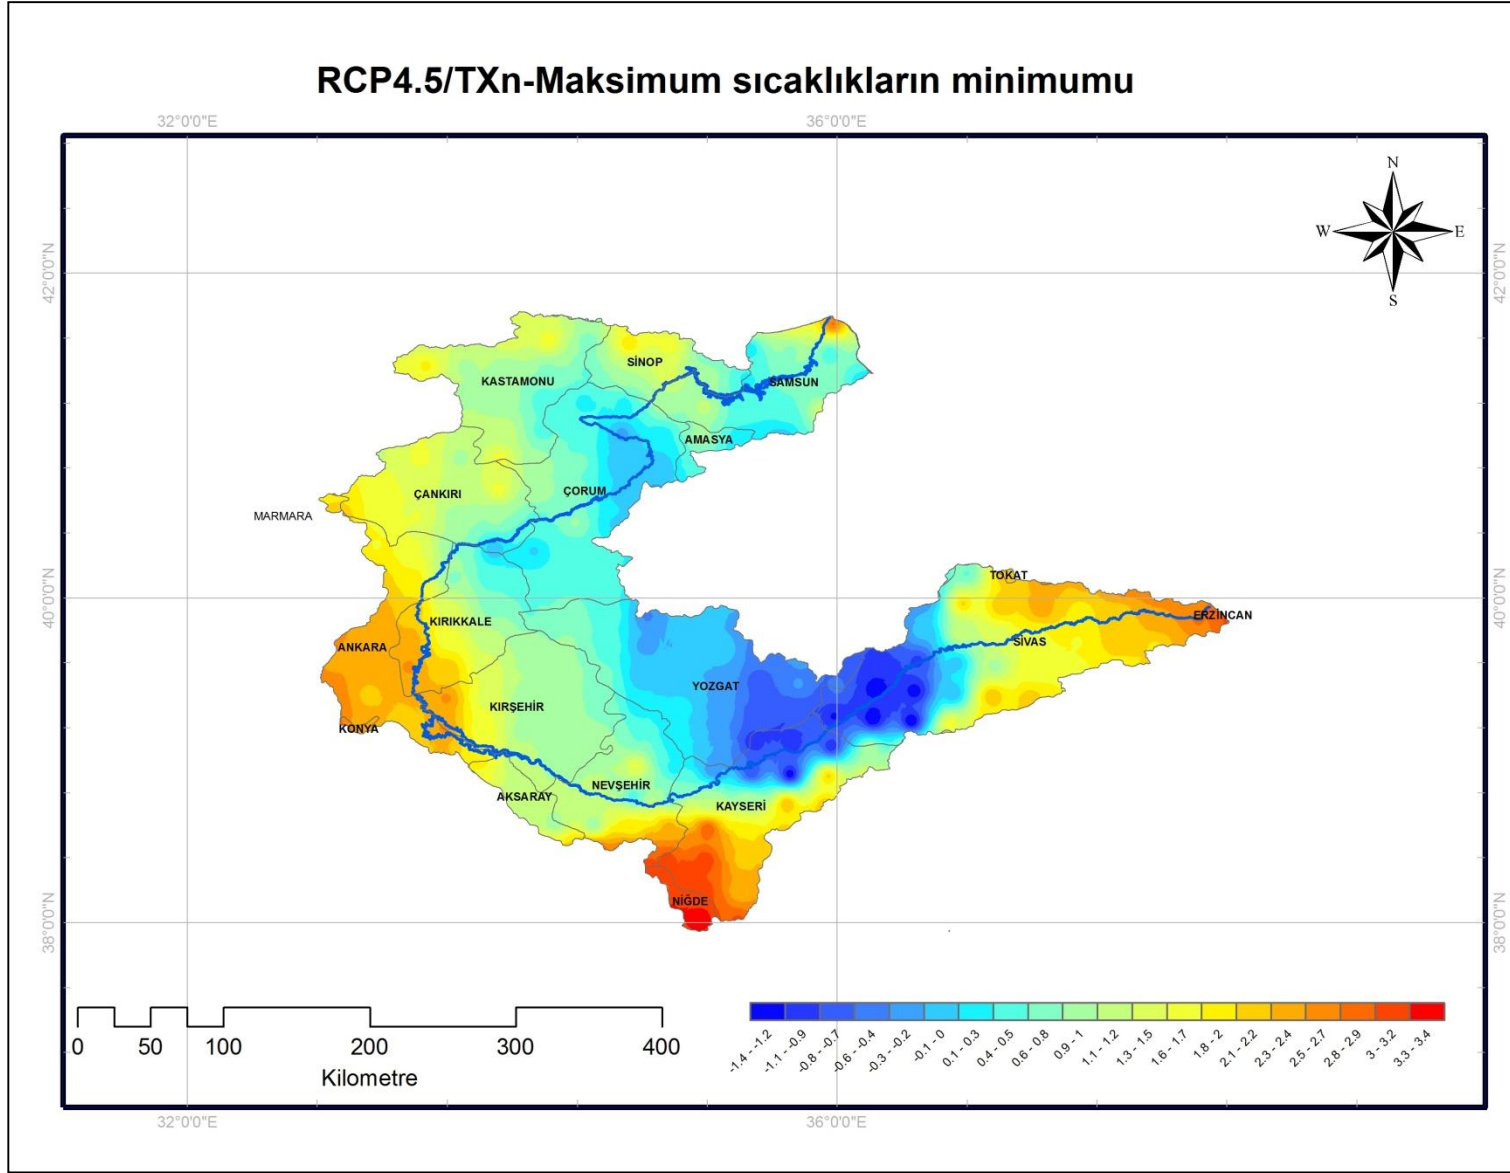 RCP4.5/TXn-Maksimum sıcaklıkların minimumu
32°0'0"E
36°0'0"E
N
W
E
S
42°0'0"N
42°0'0"N
SİNOP
KASTAMONU
SAMSUN
AMASYA
ÇANKIRI
ÇORUM
MARMARA
TOKAT
40°0'0"N
40°0'0"N
ERZİNCAN
KIRIKKALE
SİVAS
ANKARA
YOZGAT
KIRŞEHİR
KONYA
NEVŞEHİR
AKSARAY
KAYSERİ
NİĞDE
38°0'0"N
38°0'0"N
0 50 100 200 300 400
Kilometre
-1.4 - -1.2
-1.1 - -0.9
-0.8 - -0.7
-0.6 - -0.4
-0.3 - -0.2
-0.1 - 0
0.1 - 0.3
0.4 - 0.5
0.6 - 0.8
0.9 - 1
1.1 - 1.2
1.3 - 1.5
1.6 - 1.7
1.8 - 2
2.1 - 2.2
2.3 - 2.4
2.5 - 2.7
2.8 - 2.9
3 - 3.2
3.3 - 3.4
32°0'0"E
36°0'0"E